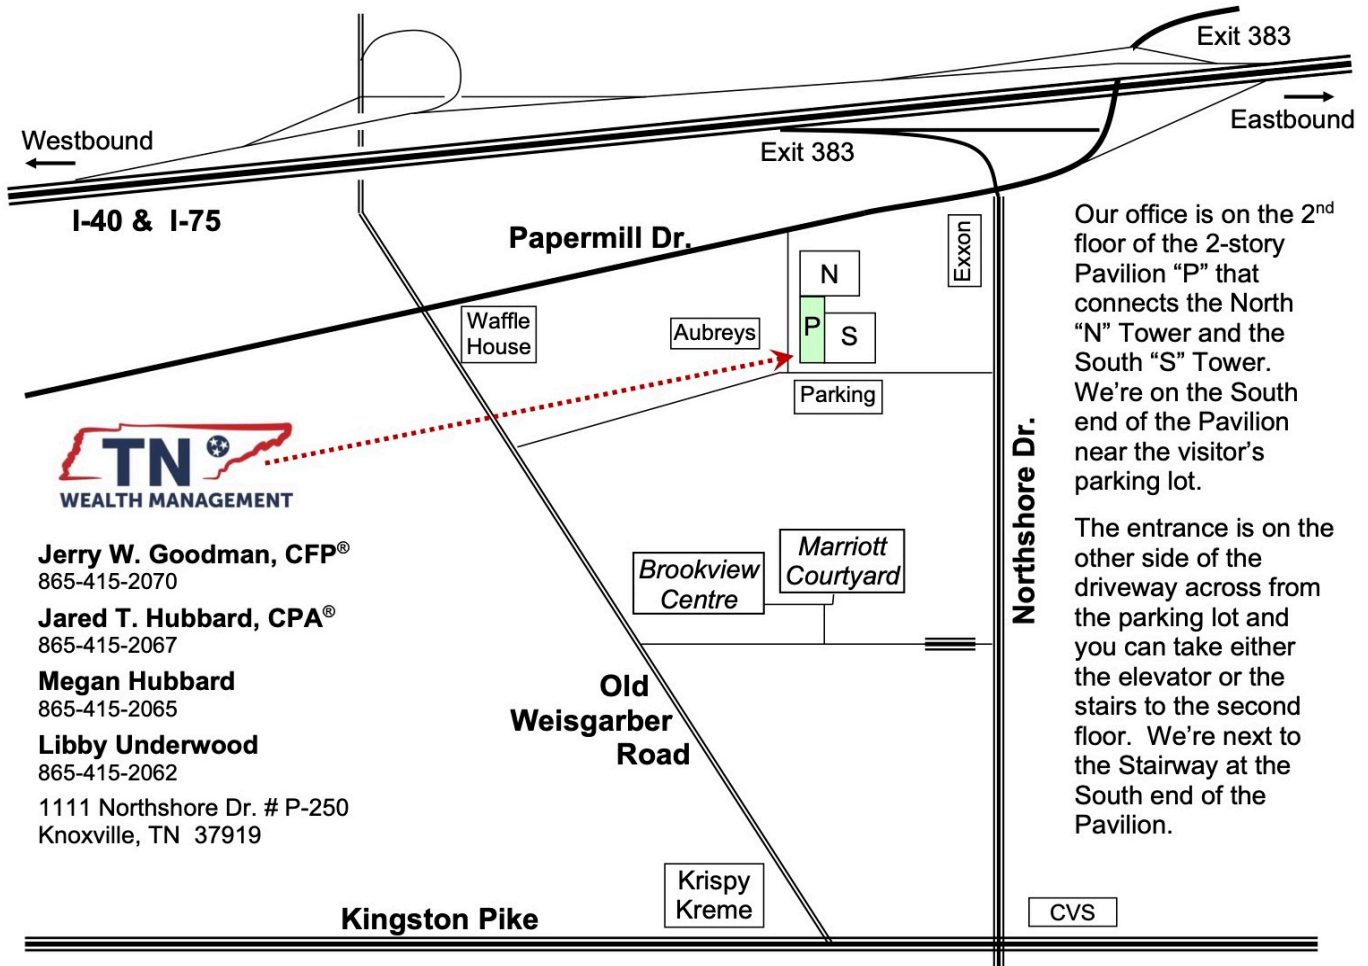 Exit 383
Westbound
Eastbound
Exit 383
I-40 & I-75
Papermill Dr.
Exxon
N
P
S
Waffle
House
Aubreys
Parking
TN
WEALTH MANAGEMENT
Jerry W. Goodman, CFP®
865-415-2070
Jared T. Hubbard, CPA®
865-415-2067
Megan Hubbard
865-415-2065
Libby Underwood
865-415-2062
1111 Northshore Dr. # P-250
Knoxville, TN 37919
Brookview
Centre
Marriott
Courtyard
Northshore Dr.
Old
Weisgarber
Road
Krispy
Kreme
Kingston Pike
CVS
Our office is on the 2nd
floor of the 2-story
Pavilion “P” that
connects the North
“N” Tower and the
South “S” Tower.
We’re on the South
end of the Pavilion
near the visitor’s
parking lot.
The entrance is on the
other side of the
driveway across from
the parking lot and
you can take either
the elevator or the
stairs to the second
floor. We’re next to
the Stairway at the
South end of the
Pavilion.